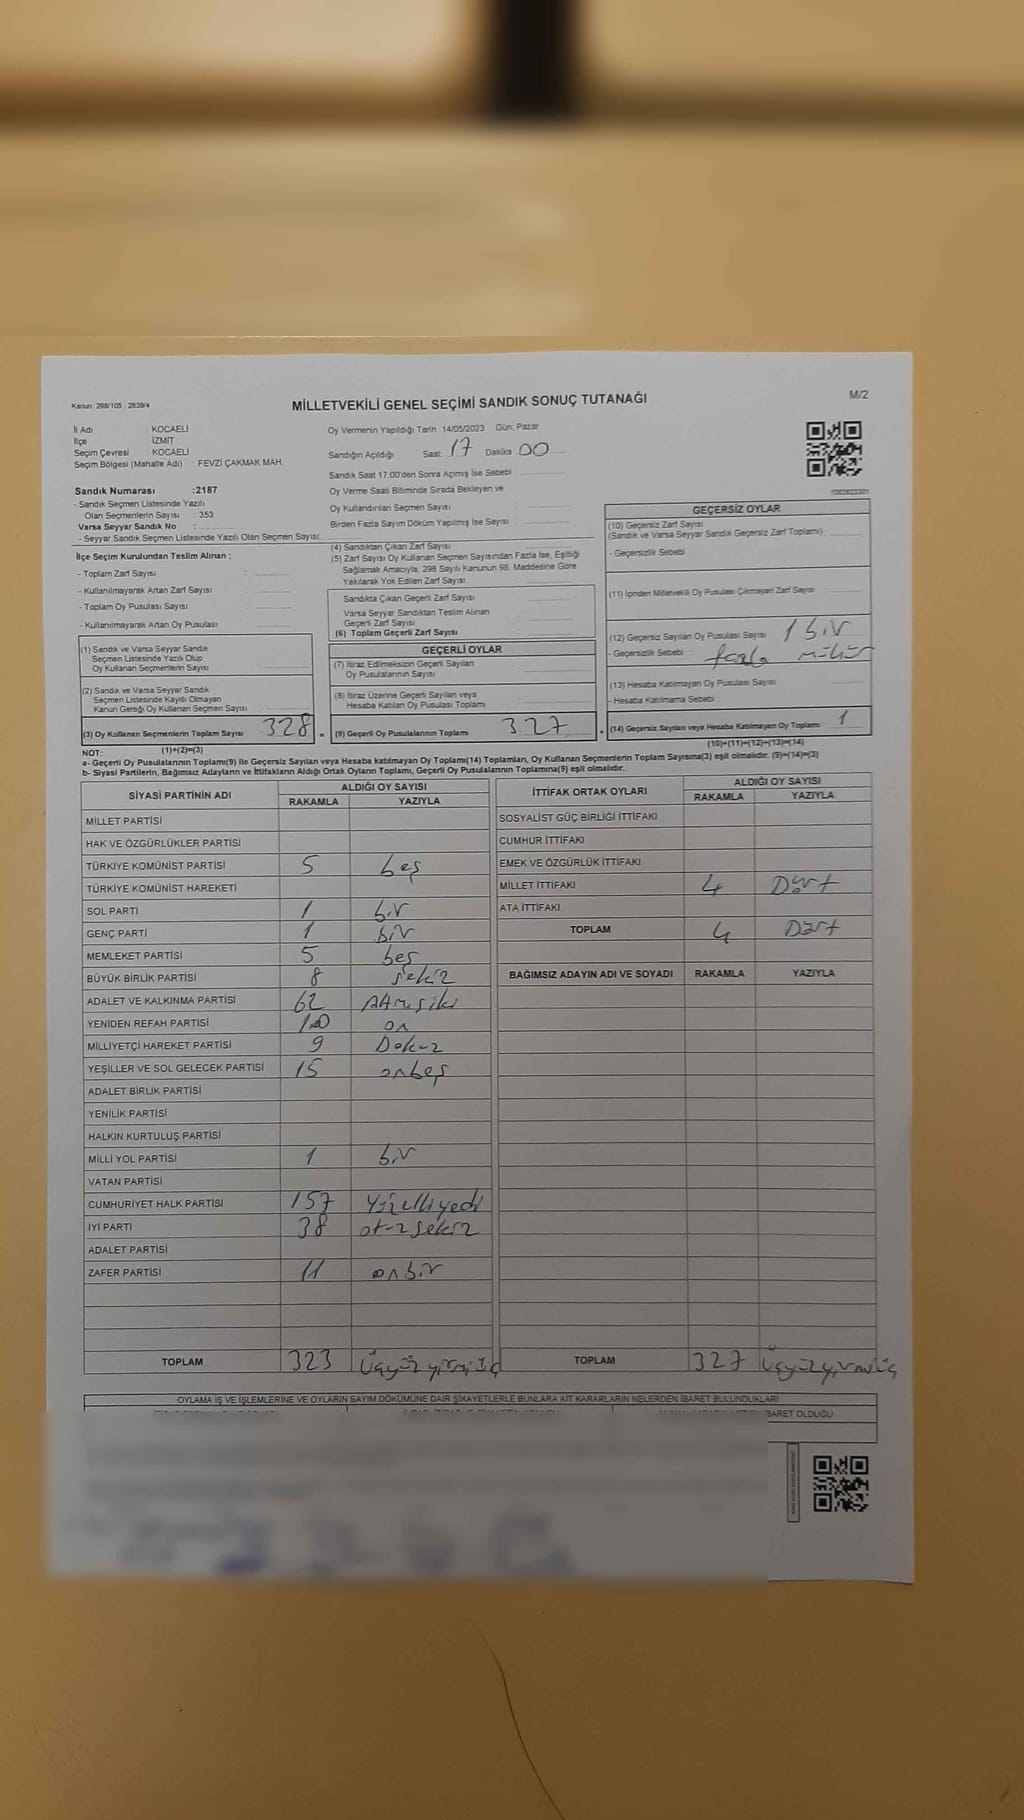 Kanun: 298/105 ; 2839/4
MİLLETVEKİLİ GENEL SEÇİMİ SANDIK SONUÇ TUTANAĞI
M/2
İl Adı : KOCAELİ
İlçe : İZMİT
Seçim Çevresi : KOCAELİ
Seçim Bölgesi (Mahalle Adı) : FEVZİ ÇAKMAK MAH.
Sandık Numarası :2187
- Sandık Seçmen Listesinde Yazılı
Olan Seçmenlerin Sayısı : 353
Varsa Seyyar Sandık No :
- Seyyar Sandık Seçmen Listesinde Yazılı Olan Seçmen Sayısı:
Oy Vermenin Yapıldığı Tarih :14/05/2023 Gün: Pazar
Sandığın Açıldığı Saat: 17 Dakika: 00
Sandık Saat 17:00'den Sonra Açımış İse Sebebi :
Oy Verme Saati Bitiminde Sırada Bekleyen ve
Oy Kullandırılan Seçmen Sayısı :
Birden Fazla Sayım Döküm Yapılmış İse Sayısı :
1083823301
İlçe Seçim Kurulundan Teslim Alınan ;
- Toplam Zarf Sayısı :
- Kullanılmayarak Artan Zarf Sayısı :
- Toplam Oy Pusulası Sayısı :
- Kullanılmayarak Artan Oy Pusulası :
(4) Sandıktan Çıkan Zarf Sayısı :
(5) Zarf Sayısı Oy Kullanan Seçmen Sayısından Fazla İse, Eşitliği
Sağlamak Amacıyla, 298 Sayılı Kanunun 98. Maddesine Göre
Yakılarak Yok Edilen Zarf Sayısı :
Sandıkta Çıkan Geçerli Zarf Sayısı :
Varsa Seyyar Sandıktan Teslim Alınan
Geçerli Zarf Sayısı :
(6) Toplam Geçerli Zarf Sayısı :
GEÇERSİZ OYLAR
(10) Geçersiz Zarf Sayısı :
(Sandık ve Varsa Seyyar Sandık Geçersiz Zarf Toplamı)
- Geçersizlik Sebebi :
(11) İçinden Milletvekili Oy Pusulası Çıkmayan Zarf Sayısı :
(12) Geçersiz Sayılan Oy Pusulası Sayısı : 1 bir
- Geçersizlik Sebebi : fazla mühür
(13) Hesaba Katılmayan Oy Pusulası Sayısı :
- Hesaba Katılmama Sebebi :
(14) Geçersiz Sayılan veya Hesaba Katılmayan Oy Toplamı : 1
(10)+(11)+(12)+(13)=(14)
(1) Sandık ve Varsa Seyyar Sandık
Seçmen Listesinde Yazılı Olup
Oy Kullanan Seçmenlerin Sayısı :
(2) Sandık ve Varsa Seyyar Sandık
Seçmen Listesinde Kayıtlı Olmayan
Kanun Gereği Oy Kullanan Seçmen Sayısı :
(3) Oy Kullanan Seçmenlerin Toplam Sayısı : 328 =
(1)+(2)=(3)
GEÇERLİ OYLAR
(7) İtiraz Edilmeksizin Geçerli Sayılan
Oy Pusulalarının Sayısı :
(8) İtiraz Üzerine Geçerli Sayılan veya
Hesaba Katılan Oy Pusulası Toplamı :
(9) Geçerli Oy Pusulalarının Toplamı : 327 +
NOT:
a- Geçerli Oy Pusulalarının Toplamı(9) ile Geçersiz Sayılan veya Hesaba katılmayan Oy Toplamı(14) Toplamları, Oy Kullanan Seçmenlerin Toplam Sayısına(3) eşit olmalıdır. (9)+(14)=(3)
b- Siyasi Partilerin, Bağımsız Adayların ve İttifakların Aldığı Ortak Oyların Toplamı, Geçerli Oy Pusulalarının Toplamına(9) eşit olmalıdır.
SİYASİ PARTİNİN ADI ALDIĞI OY SAYISI
RAKAMLA YAZIYLA
MİLLET PARTİSİ
HAK VE ÖZGÜRLÜKLER PARTİSİ
TÜRKİYE KOMÜNİST PARTİSİ 5 beş
TÜRKİYE KOMÜNİST HAREKETİ
SOL PARTİ 1 bir
GENÇ PARTİ 1 bir
MEMLEKET PARTİSİ 5 beş
BÜYÜK BİRLİK PARTİSİ 8 sekiz
ADALET VE KALKINMA PARTİSİ 62 Atmışiki
YENİDEN REFAH PARTİSİ 10 on
MİLLİYETÇİ HAREKET PARTİSİ 9 Dokuz
YEŞİLLER VE SOL GELECEK PARTİSİ 15 onbeş
ADALET BİRLİK PARTİSİ
YENİLİK PARTİSİ
HALKIN KURTULUŞ PARTİSİ
MİLLİ YOL PARTİSİ 1 bir
VATAN PARTİSİ
CUMHURİYET HALK PARTİSİ 157 Yüzelliyedi
İYİ PARTİ 38 otuzsekiz
ADALET PARTİSİ
ZAFER PARTİSİ 11 onbir
TOPLAM 323 üçyüzyirmiüç
İTTİFAK ORTAK OYLARI ALDIĞI OY SAYISI
RAKAMLA YAZIYLA
SOSYALİST GÜÇ BİRLİĞİ İTTİFAKI
CUMHUR İTTİFAKI
EMEK VE ÖZGÜRLÜK İTTİFAKI
MİLLET İTTİFAKI 4 Dört
ATA İTTİFAKI
TOPLAM 4 Dört
BAĞIMSIZ ADAYIN ADI VE SOYADI RAKAMLA YAZIYLA
TOPLAM 327
OYLAMA İŞ VE İŞLEMLERİNE VE OYLARIN SAYIM DÖKÜMÜNE DAİR ŞİKAYETLERLE BUNLARA AİT KARARLARIN NELERDEN İBARET BULUNDUKLARI
İBARET OLDUĞU